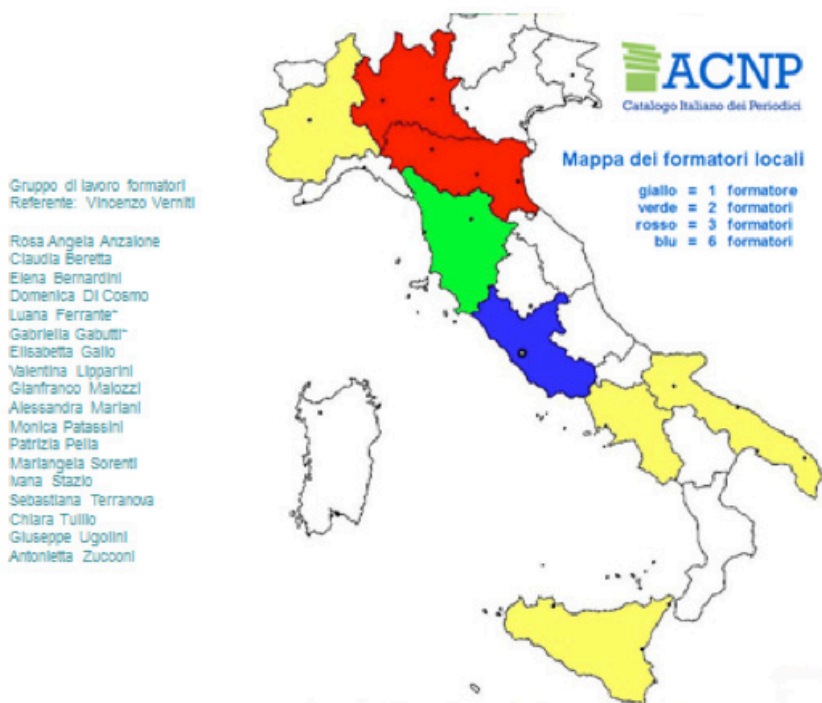 ACNP
Catalogo Italiano dei Periodici
Mappa dei formatori locali
giallo = 1 formatore
verde = 2 formatori
rosso = 3 formatori
blu = 6 formatori
Gruppo di lavoro formatori
Referente: Vincenzo Verniti
Rosa Angela Anzalone
Claudia Beretta
Elena Bernardini
Domenica Di Cosmo
Luana Ferrante*
Gabriella Gabutti*
Elisabetta Gallo
Valentina Lipparini
Gianfranco Malozzi
Alessandra Mariani
Monica Patassini
Patrizia Pella
Mariangela Sorenti
Ivana Stazio
Sebastiana Terranova
Chiara Tullio
Giuseppe Ugolini
Antonietta Zucconi